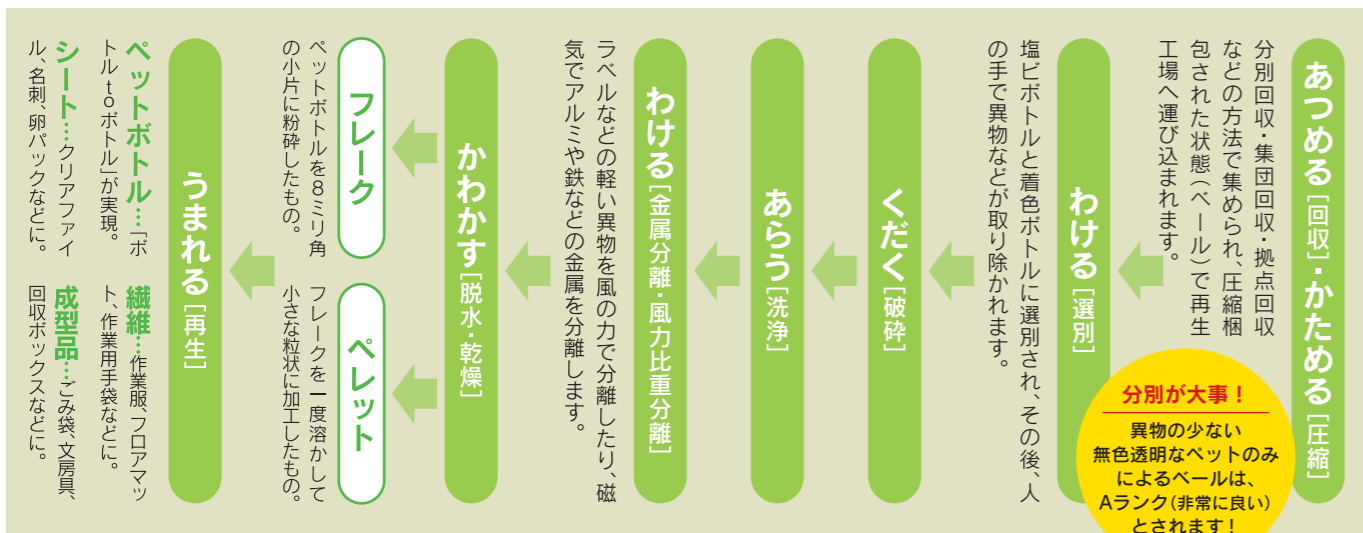 あつめる[回収]・かためる[圧縮]
分別回収・集団回収・拠点回収
などの方法で集められ、圧縮梱
包された状態(ベール)で再生
工場へ運び込まれます。
分別が大事！
異物の少ない
無色透明なペットのみ
によるベールは、
Aランク(非常に良い)
とされます！
わける[選別]
塩ビボトルと着色ボトルに選別され、その後、人
の手で異物などが取り除かれます。
くだく[破砕]
あらう[洗浄]
わける[金属分離・風力比重分離]
ラベルなどの軽い異物を風の力で分離したり、磁
気でアルミや鉄などの金属を分離します。
かわかす[脱水・乾燥]
フレーク
ペットボトルを8ミリ角
の小片に粉砕したもの。
ペレット
フレークを一度溶かして
小さな粒状に加工したもの。
うまれる[再生]
ペットボトル…「ボ
トルtoボトル」が実現。
シート…クリアファイ
ル、名刺、卵パックなどに。
繊維…作業服、フロアマッ
ト、作業用手袋などに。
成型品…ごみ袋、文房具、
回収ボックスなどに。